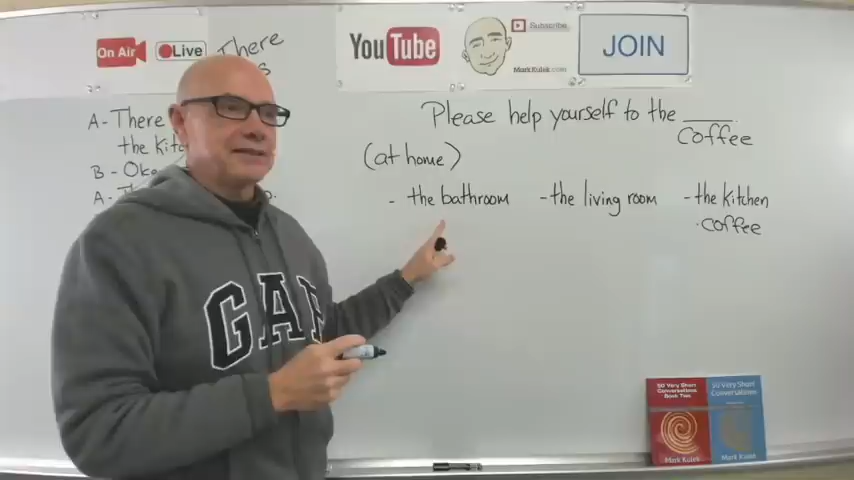 On Air
Live
There
A- There
the kitc
B- Oka
A-
YouTube
Subscribe
MarkKulek.com
JOIN
Please help yourself to the ____.
coffee
(at home)
- the bathroom - the living room - the kitchen
·coffee
GAP
50 Very Short
Conversations
Book Two
Mark Kulek
50 Very Short
Conversations
Mark Kulek